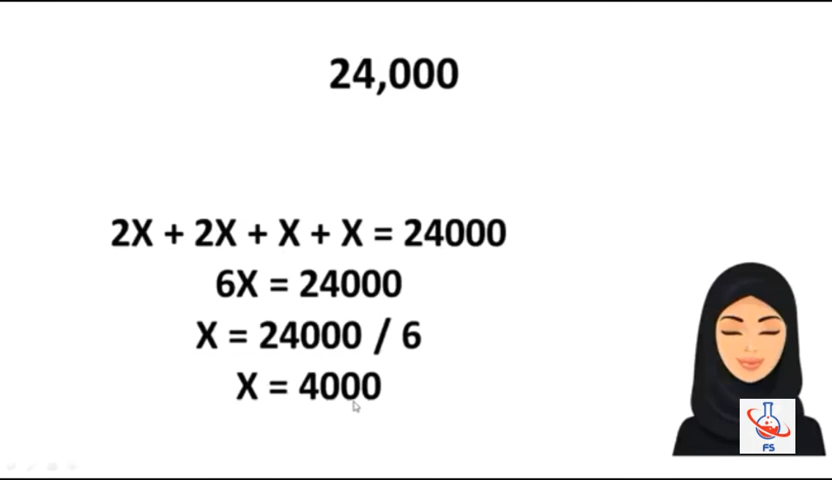 24,000
2X + 2X + X + X = 24000
6X = 24000
X = 24000 / 6
X = 4000
FS